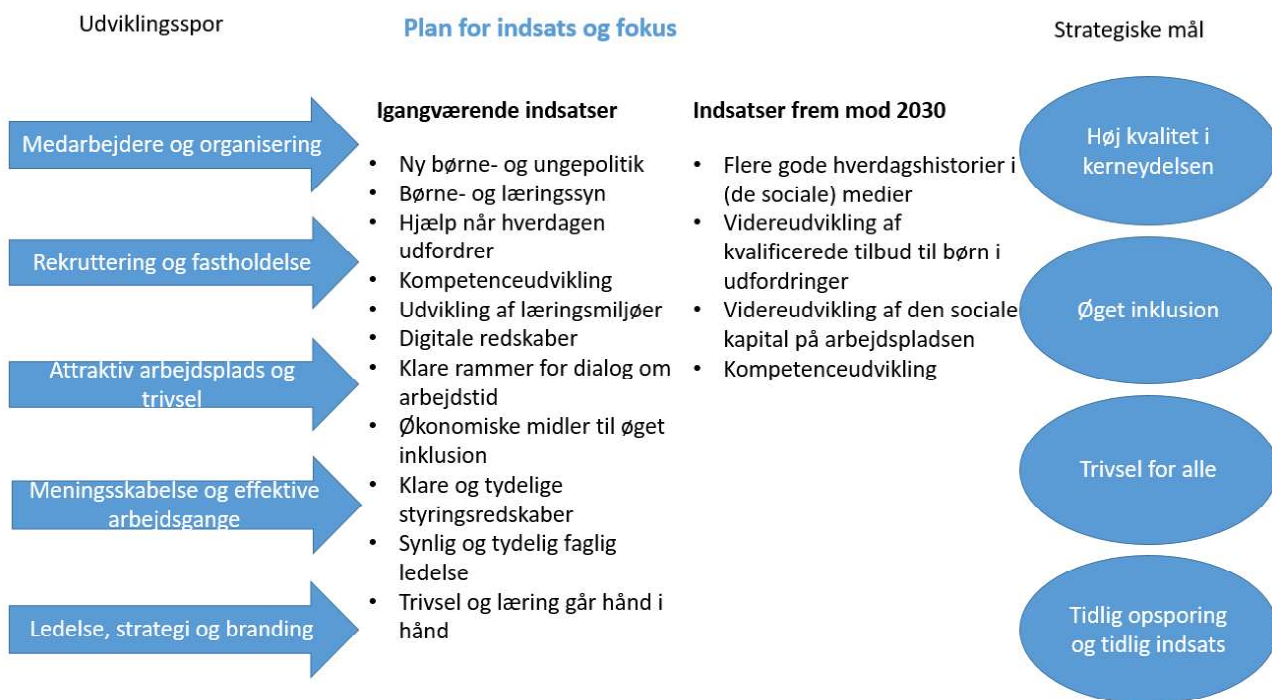 Udviklingsspor
Plan for indsats og fokus
Strategiske mål
Medarbejdere og organisering
Rekruttering og fastholdelse
Attraktiv arbejdsplads og
trivsel
Meningsskabelse og effektive
arbejdsgange
Ledelse, strategi og branding
Igangværende indsatser
• Ny børne- og ungepolitik
• Børne- og læringssyn
• Hjælp når hverdagen
udfordrer
• Kompetenceudvikling
• Udvikling af læringsmiljøer
• Digitale redskaber
• Klare rammer for dialog om
arbejdstid
• Økonomiske midler til øget
inklusion
• Klare og tydelige
styringsredskaber
• Synlig og tydelig faglig
ledelse
• Trivsel og læring går hånd i
hånd
Indsatser frem mod 2030
• Flere gode hverdagshistorier i
(de sociale) medier
• Videreudvikling af
kvalificerede tilbud til børn i
udfordringer
• Videreudvikling af den sociale
kapital på arbejdspladsen
• Kompetenceudvikling
Høj kvalitet i
kerneydelsen
Øget inklusion
Trivsel for alle
Tidlig opsporing
og tidlig indsats